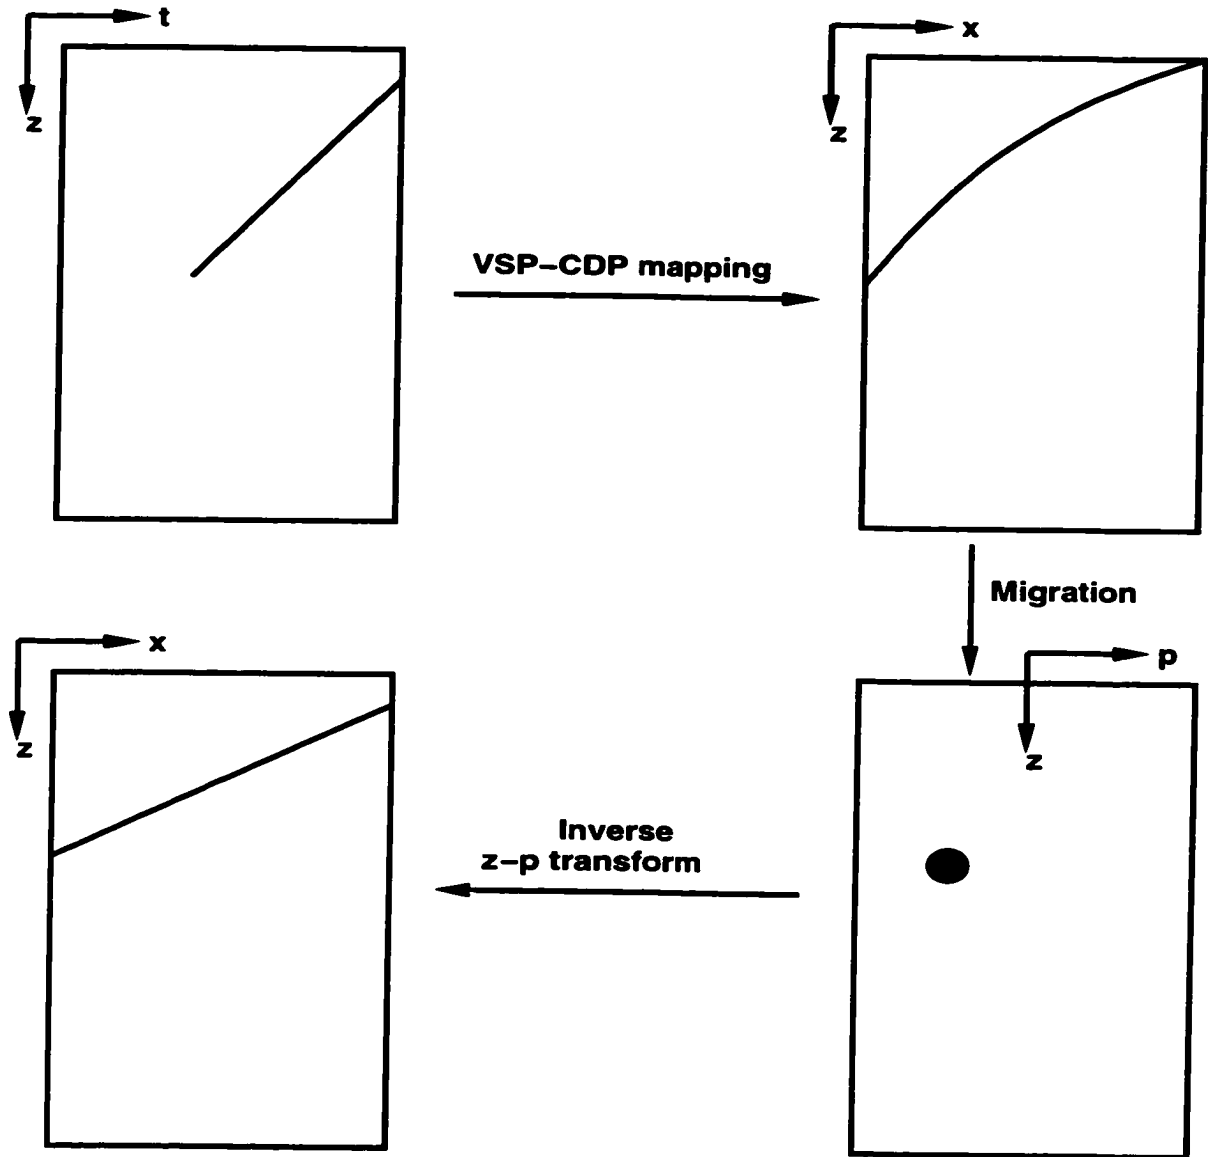 t
z
x
z
VSP–CDP mapping
Migration
x
z
p
z
Inverse
z–p transform